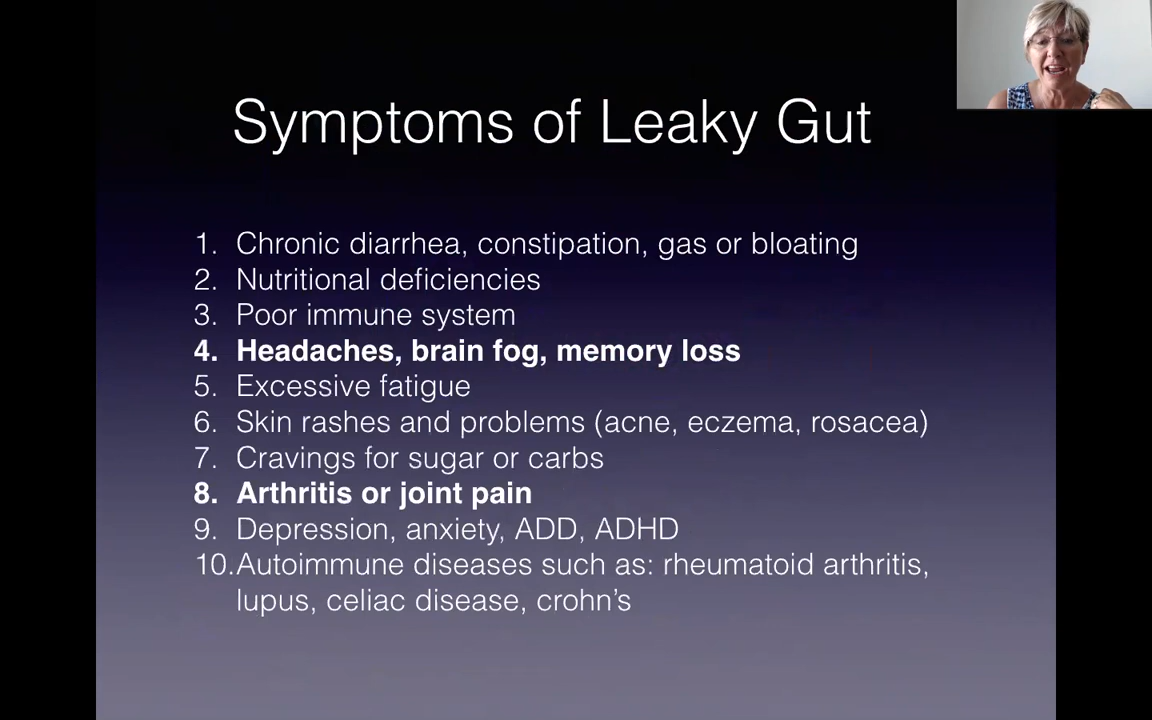 Symptoms of Leaky Gut
1. Chronic diarrhea, constipation, gas or bloating
2. Nutritional deficiencies
3. Poor immune system
4. Headaches, brain fog, memory loss
5. Excessive fatigue
6. Skin rashes and problems (acne, eczema, rosacea)
7. Cravings for sugar or carbs
8. Arthritis or joint pain
9. Depression, anxiety, ADD, ADHD
10. Autoimmune diseases such as: rheumatoid arthritis,
lupus, celiac disease, crohn's